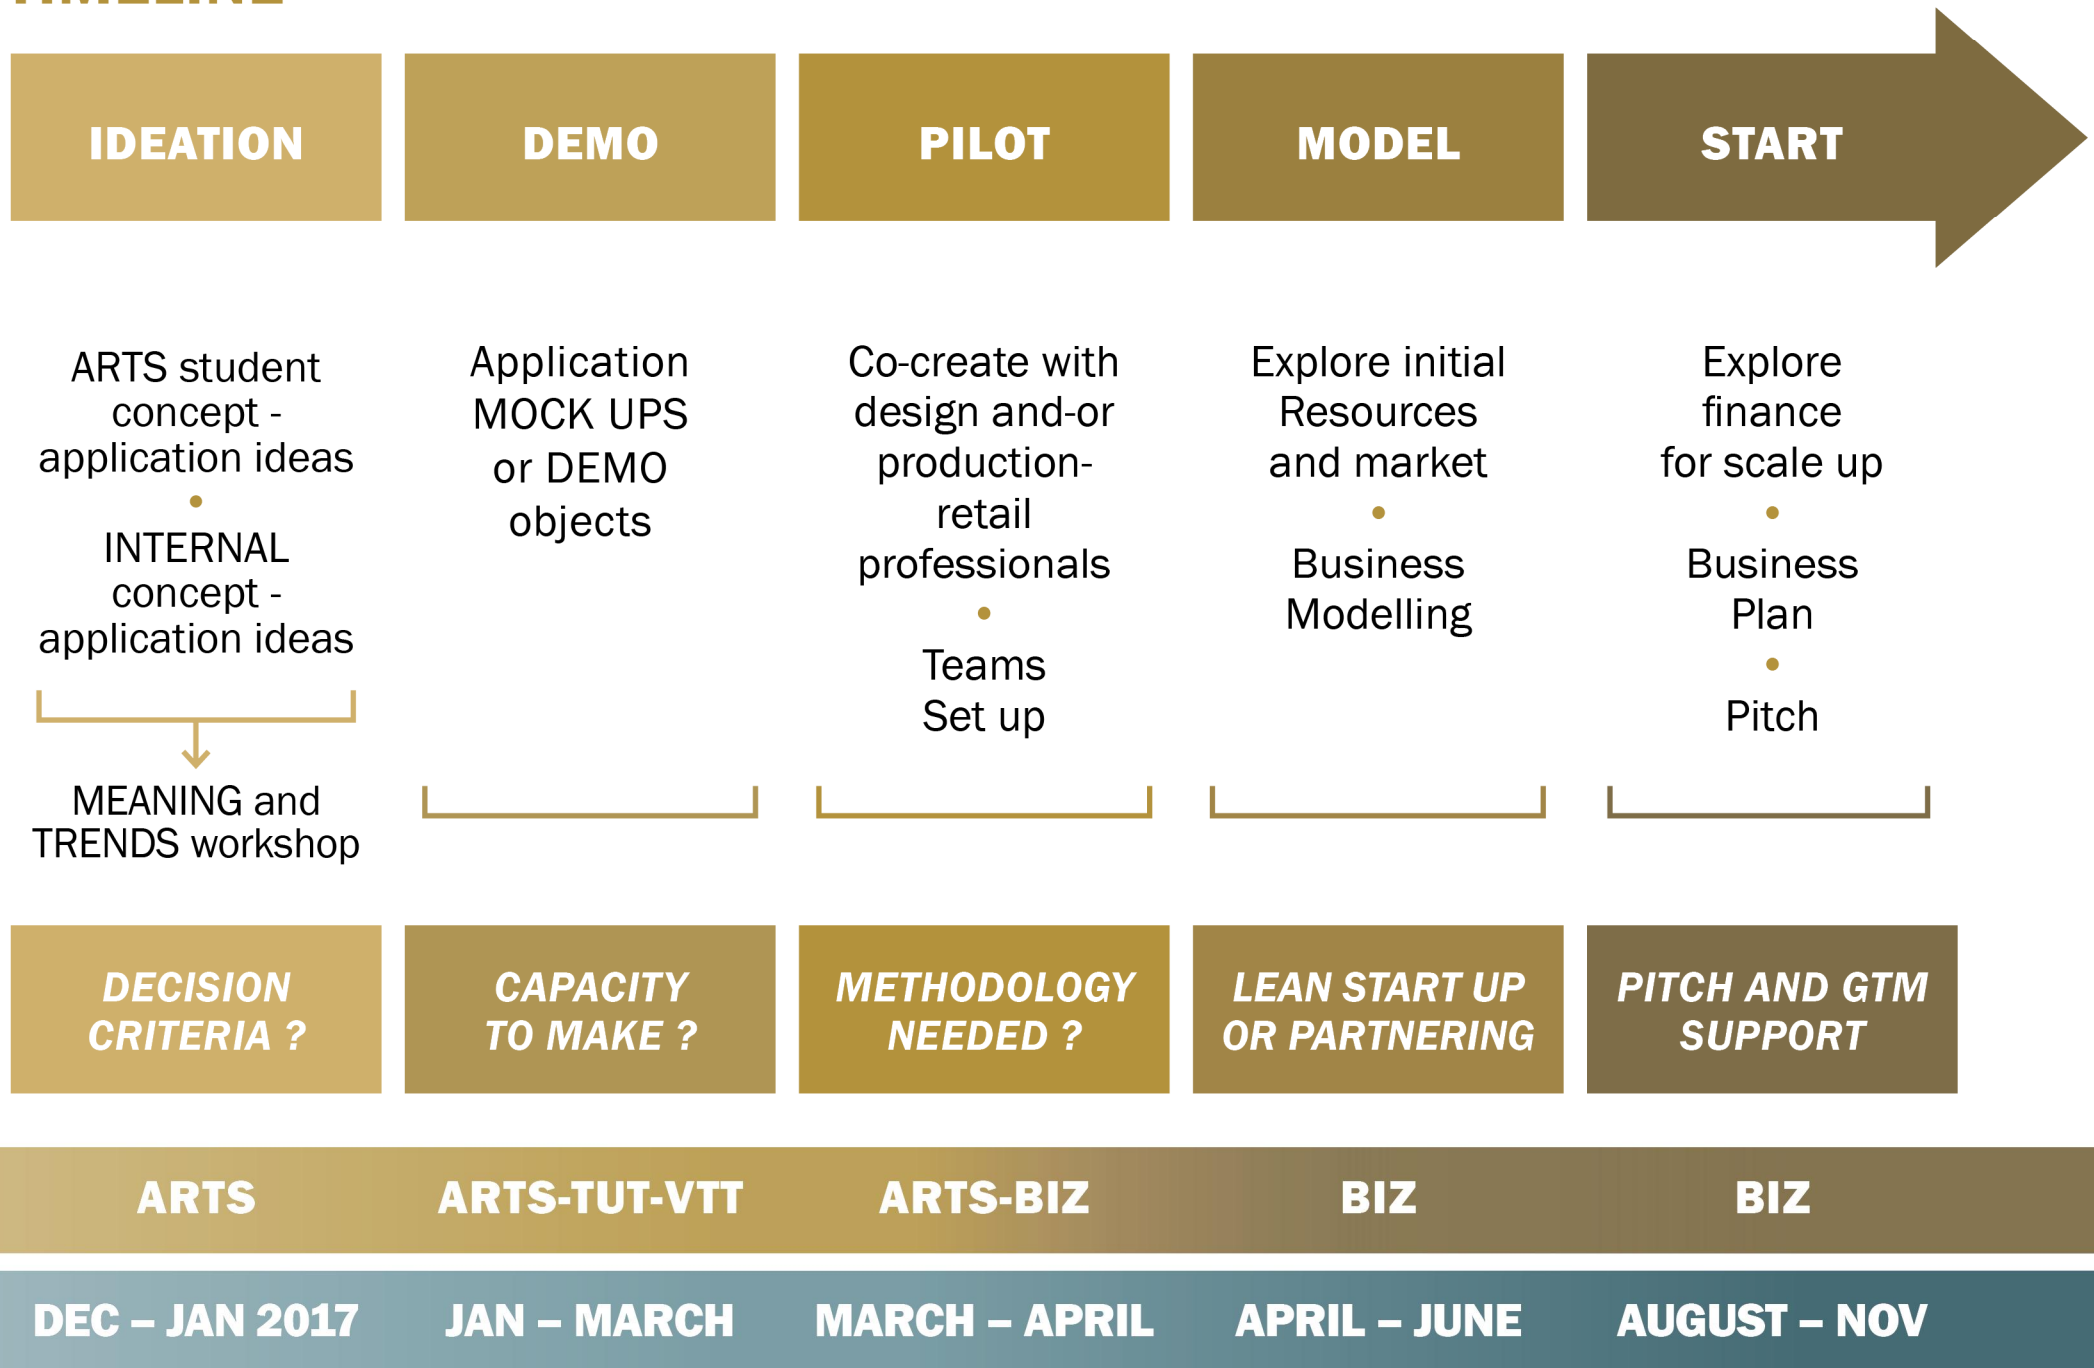 TIMELINE
IDEATION
DEMO
PILOT
MODEL
START
ARTS student
concept -
application ideas
•
INTERNAL
concept -
application ideas
MEANING and
TRENDS workshop
Application
MOCK UPS
or DEMO
objects
Co-create with
design and-or
production-
retail
professionals
•
Teams
Set up
Explore initial
Resources
and market
•
Business
Modelling
Explore
finance
for scale up
•
Business
Plan
•
Pitch
DECISION
CRITERIA ?
CAPACITY
TO MAKE ?
METHODOLOGY
NEEDED ?
LEAN START UP
OR PARTNERING
PITCH AND GTM
SUPPORT
ARTS
ARTS-TUT-VTT
ARTS-BIZ
BIZ
BIZ
DEC – JAN 2017
JAN – MARCH
MARCH – APRIL
APRIL – JUNE
AUGUST – NOV